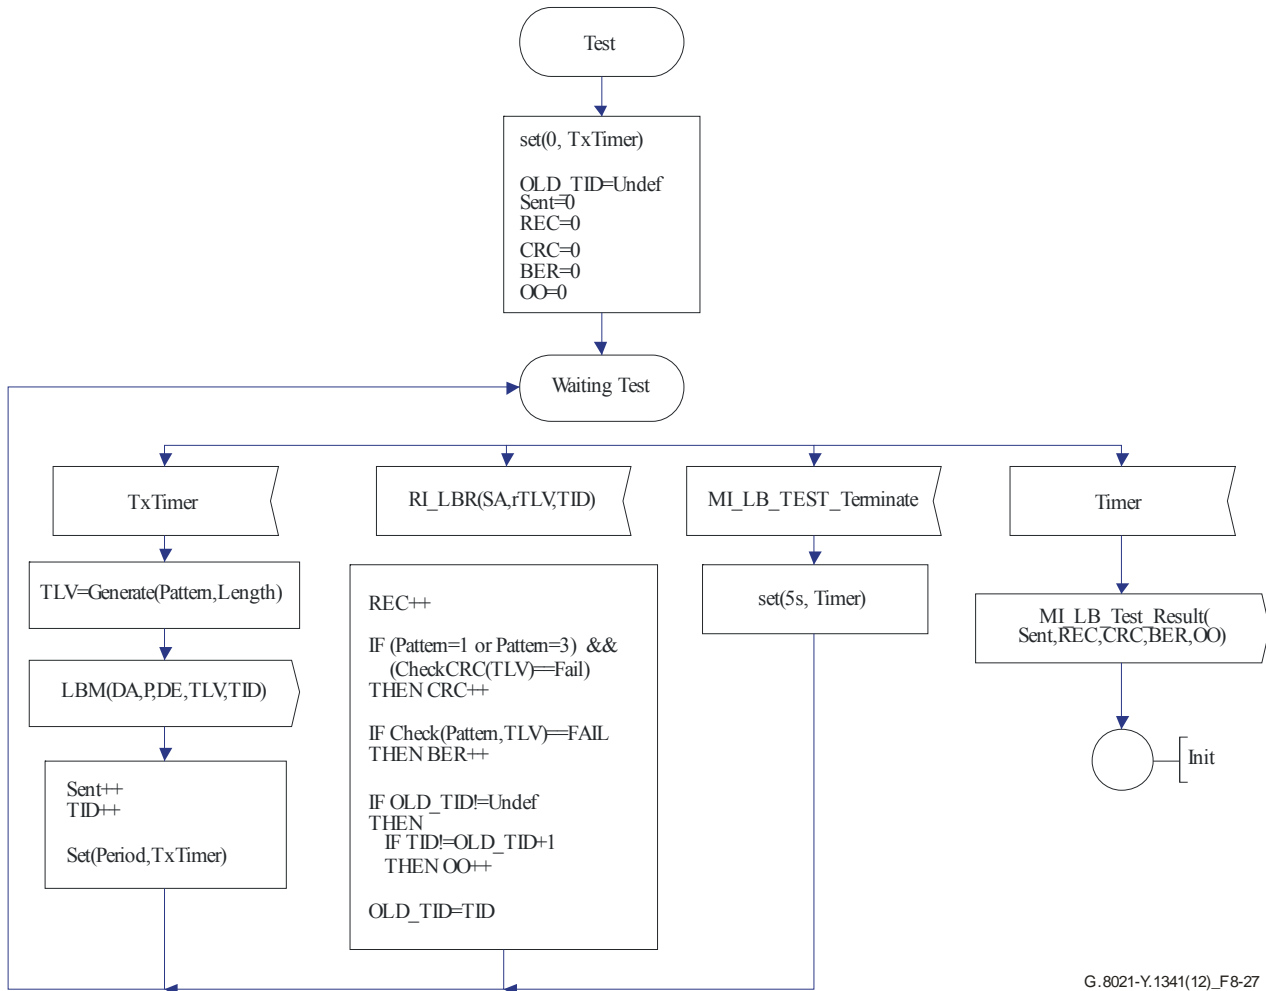 Test
set(0, TxTimer)
OLD_TID=Undef
Sent=0
REC=0
CRC=0
BER=0
OO=0
Waiting Test
TxTimer
TLV=Generate(Pattern,Length)
LBM(DA,P,DE,TLV,TID)
Sent++
TID++
Set(Period,TxTimer)
RI_LBR(SA,rTLV,TID)
REC++
IF (Pattern=1 or Pattern=3) &&
(CheckCRC(TLV)==Fail)
THEN CRC++
IF Check(Pattern,TLV)==FAIL
THEN BER++
IF OLD_TID!=Undef
THEN
IF TID!=OLD_TID+1
THEN OO++
OLD_TID=TID
MI_LB_TEST_Terminate
set(5s, Timer)
Timer
MI_LB_Test_Result(
Sent,REC,CRC,BER,OO)
Init
G.8021-Y.1341(12)_F8-27